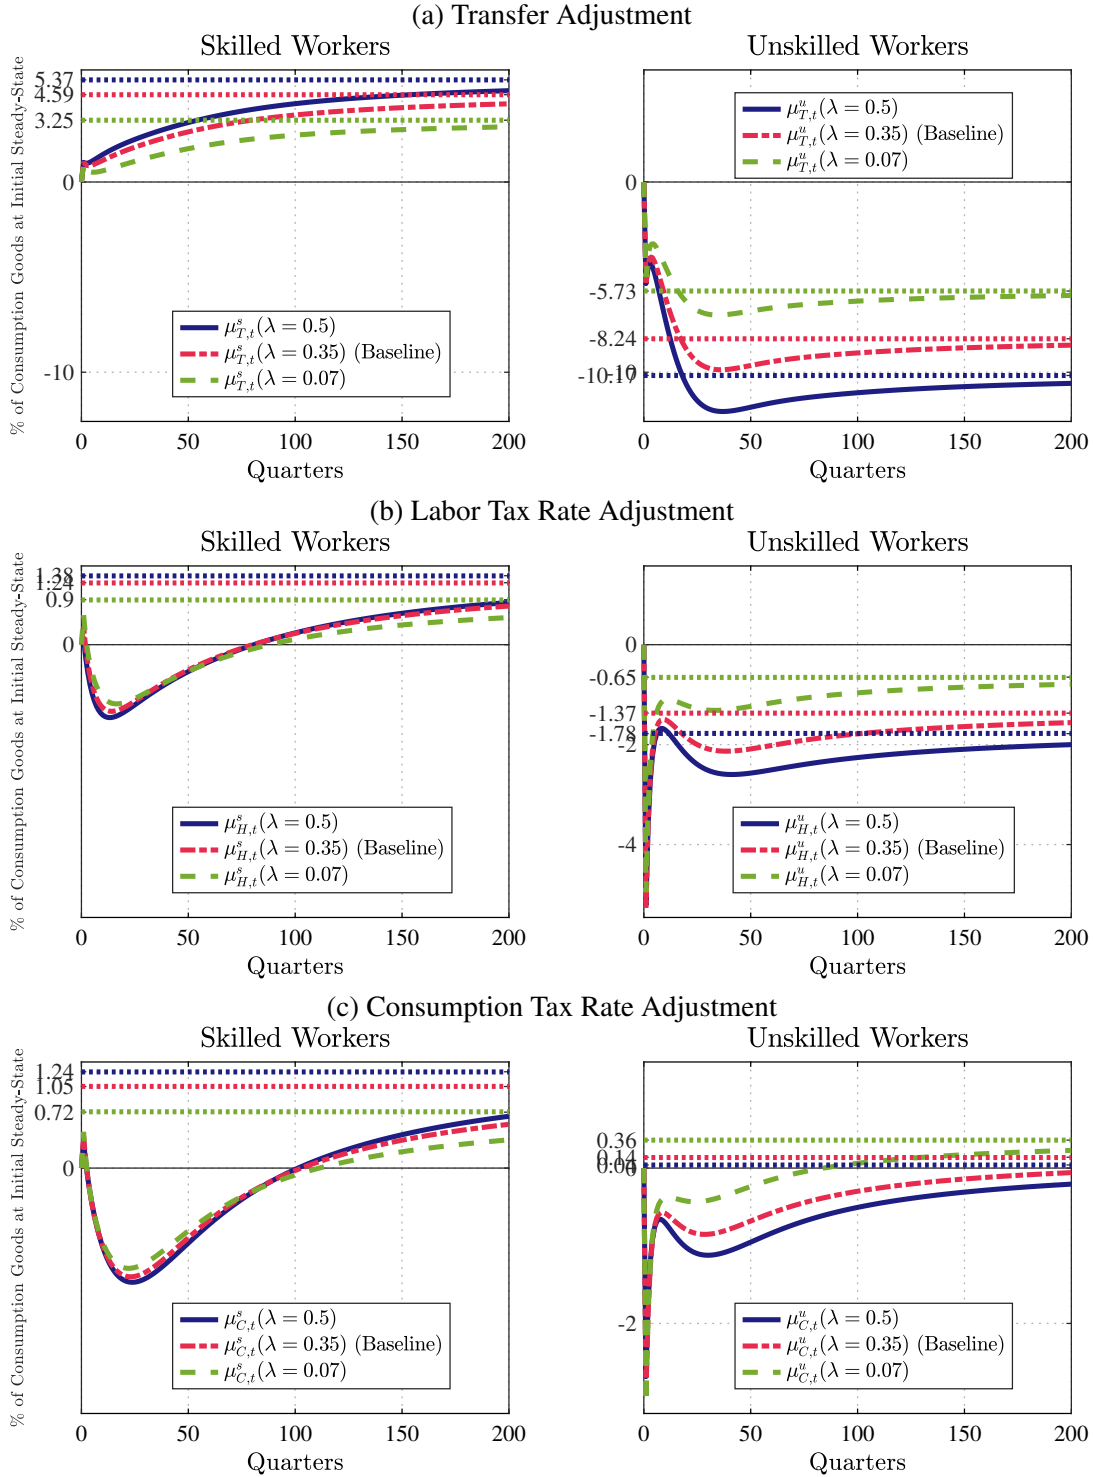 (a) Transfer Adjustment
Skilled Workers
Unskilled Workers
% of Consumption Goods at Initial Steady-State
5.37
4.59
3.25
0
-10
μ^s_{T,t}(λ = 0.5)
μ^s_{T,t}(λ = 0.35) (Baseline)
μ^s_{T,t}(λ = 0.07)
0 50 100 150 200
Quarters
μ^u_{T,t}(λ = 0.5)
μ^u_{T,t}(λ = 0.35) (Baseline)
μ^u_{T,t}(λ = 0.07)
0
-5.73
-8.24
-10
-10.17
0 50 100 150 200
Quarters
(b) Labor Tax Rate Adjustment
Skilled Workers
Unskilled Workers
% of Consumption Goods at Initial Steady-State
1.38
1.24
0.9
0
μ^s_{H,t}(λ = 0.5)
μ^s_{H,t}(λ = 0.35) (Baseline)
μ^s_{H,t}(λ = 0.07)
0 50 100 150 200
Quarters
0
-0.65
-1.37
-1.78
-2
-4
μ^u_{H,t}(λ = 0.5)
μ^u_{H,t}(λ = 0.35) (Baseline)
μ^u_{H,t}(λ = 0.07)
0 50 100 150 200
Quarters
(c) Consumption Tax Rate Adjustment
Skilled Workers
Unskilled Workers
% of Consumption Goods at Initial Steady-State
1.24
1.05
0.72
0
μ^s_{C,t}(λ = 0.5)
μ^s_{C,t}(λ = 0.35) (Baseline)
μ^s_{C,t}(λ = 0.07)
0 50 100 150 200
Quarters
0.36
0.14
0
-2
μ^u_{C,t}(λ = 0.5)
μ^u_{C,t}(λ = 0.35) (Baseline)
μ^u_{C,t}(λ = 0.07)
0 50 100 150 200
Quarters